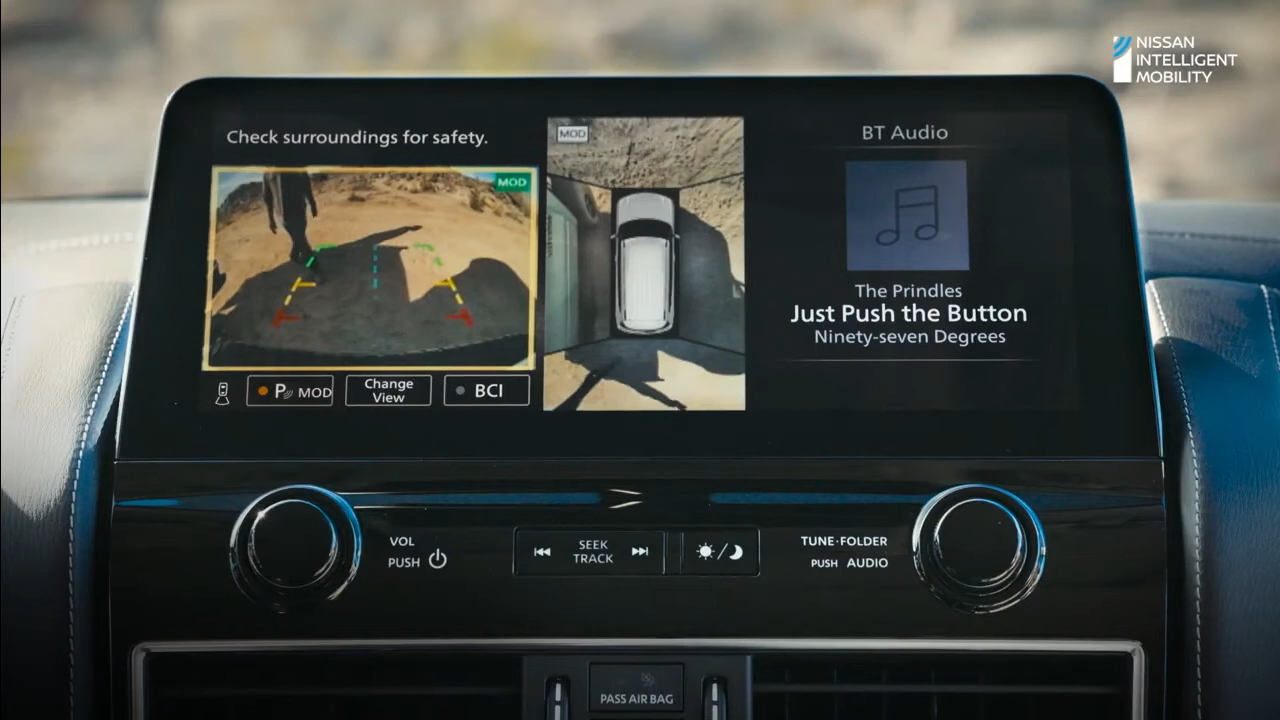 NISSAN
INTELLIGENT
MOBILITY
Check surroundings for safety.
MOD
MOD
P MOD
Change
View
BCI
BT Audio
The Prindles
Just Push the Button
Ninety-seven Degrees
VOL
PUSH
SEEK
TRACK
TUNE·FOLDER
PUSH AUDIO
PASS AIR BAG